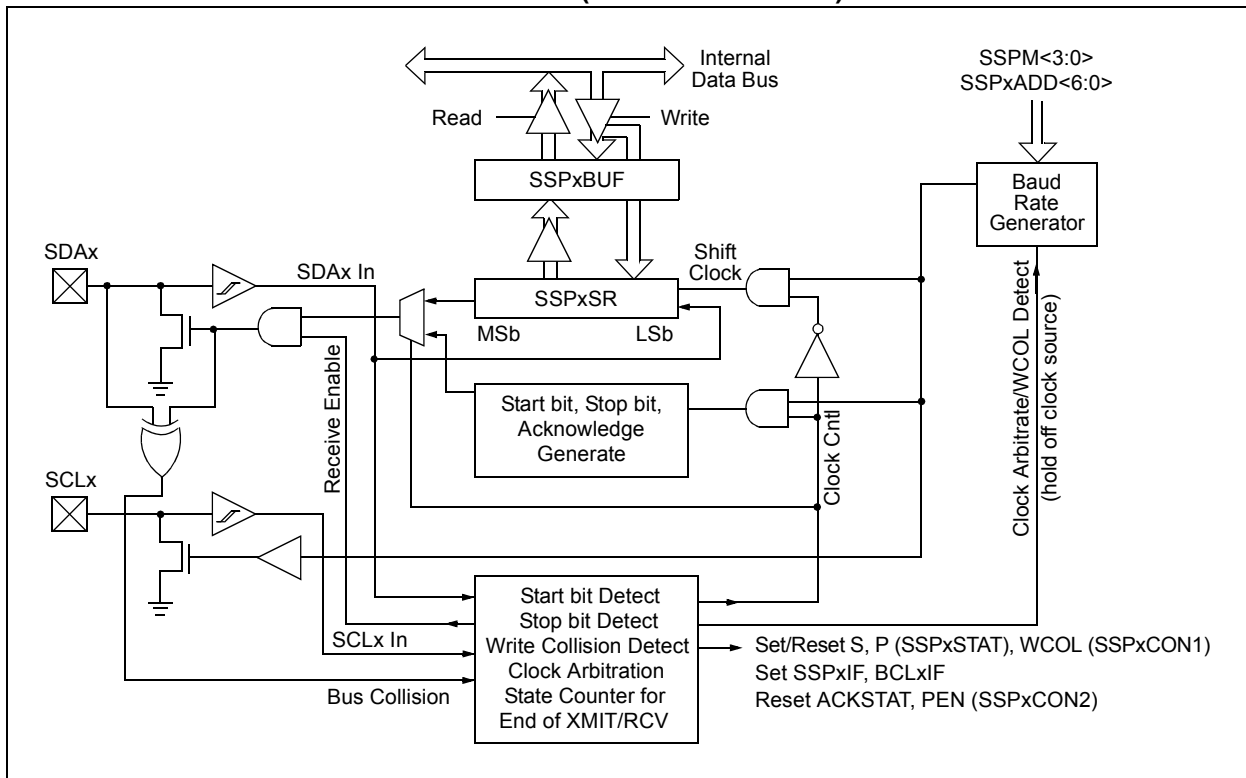 Internal
Data Bus
SSPM<3:0>
SSPxADD<6:0>
Read
Write
SSPxBUF
Baud
Rate
Generator
SDAx
SDAx In
Shift
Clock
SSPxSR
MSb
LSb
Receive Enable
Start bit, Stop bit,
Acknowledge
Generate
Clock Cntl
Clock Arbitrate/WCOL Detect
(hold off clock source)
SCLx
SCLx In
Bus Collision
Start bit Detect
Stop bit Detect
Write Collision Detect
Clock Arbitration
State Counter for
End of XMIT/RCV
Set/Reset S, P (SSPxSTAT), WCOL (SSPxCON1)
Set SSPxIF, BCLxIF
Reset ACKSTAT, PEN (SSPxCON2)